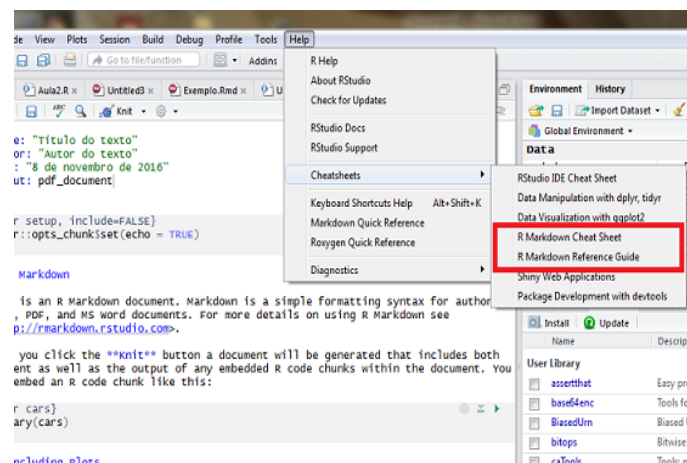 de View Plots Session Build Debug Profile Tools Help
Go to file/function Addins
Aula2.R × Untitled3 × Exemplo.Rmd × U
ABC Knit
e: "Título do texto"
or: "Autor do texto"
: "8 de novembro de 2016"
ut: pdf_document
r setup, include=FALSE}
r::opts_chunk$set(echo = TRUE)
Markdown
is an R Markdown document. Markdown is a simple formatting syntax for author
, PDF, and MS Word documents. For more details on using R Markdown see
p://rmarkdown.rstudio.com>.
you click the **Knit** button a document will be generated that includes both
ent as well as the output of any embedded R code chunks within the document. You
embed an R code chunk like this:
r cars}
ary(cars)
ncluding Plots
R Help
About RStudio
Check for Updates
RStudio Docs
RStudio Support
Cheatsheets
Keyboard Shortcuts Help Alt+Shift+K
Markdown Quick Reference
Roxygen Quick Reference
Diagnostics
RStudio IDE Cheat Sheet
Data Manipulation with dplyr, tidyr
Data Visualization with ggplot2
R Markdown Cheat Sheet
R Markdown Reference Guide
Shiny Web Applications
Package Development with devtools
Environment History
Import Dataset
Global Environment
Data
Install Update
Name Descrip
User Library
assertthat Easy pr
base64enc Tools fo
BiasedUrn Biased
bitops Bitwise
caTools Tools: